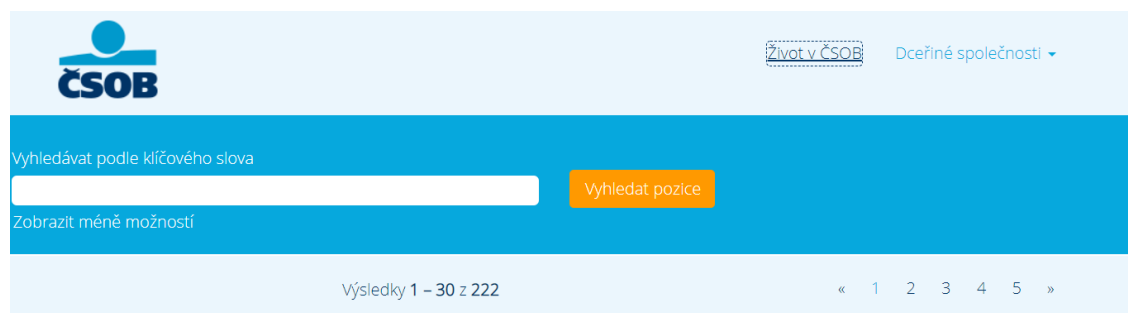 ČSOB
Život v ČSOB Dceřiné společnosti
Vyhledávat podle klíčového slova
Vyhledat pozice
Zobrazit méně možností
Výsledky 1 – 30 z 222 « 1 2 3 4 5 »